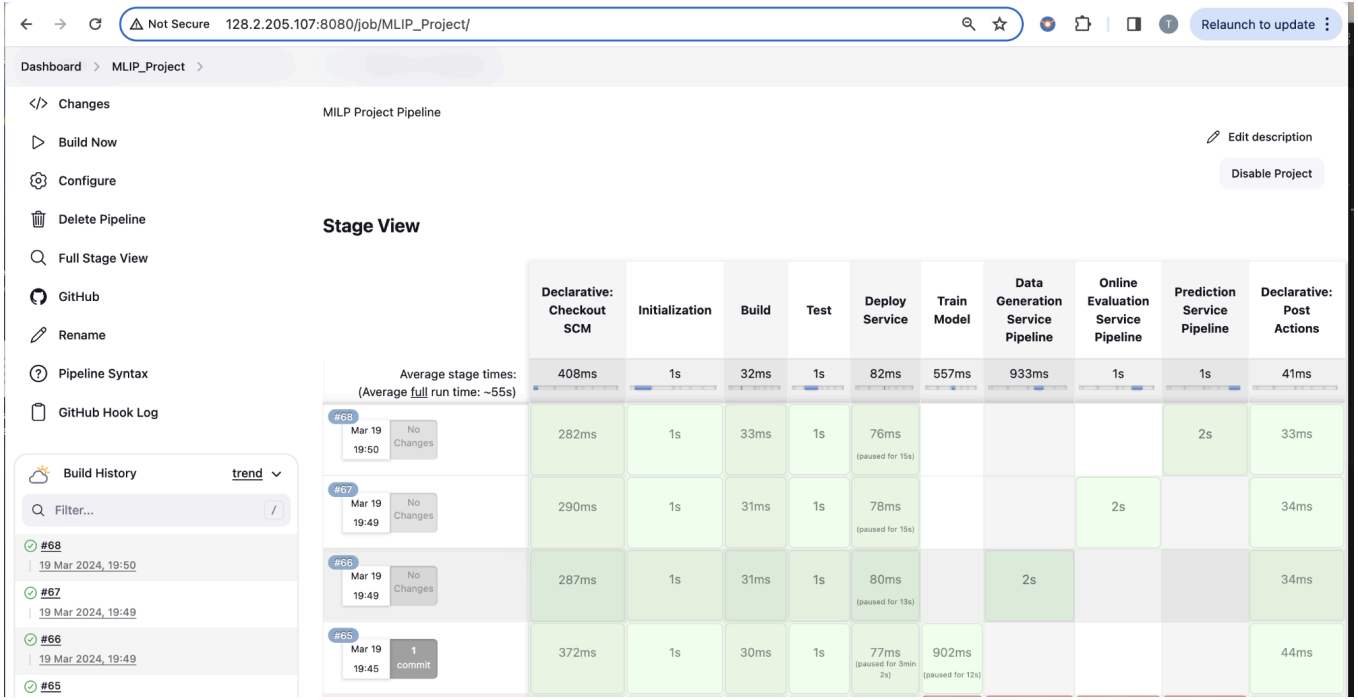 Not Secure 128.2.205.107:8080/job/MLIP_Project/
T
Relaunch to update
Dashboard > MLIP_Project >
Changes
Build Now
Configure
Delete Pipeline
Full Stage View
GitHub
Rename
Pipeline Syntax
GitHub Hook Log
Build History
trend
Filter...
/
#68
19 Mar 2024, 19:50
#67
19 Mar 2024, 19:49
#66
19 Mar 2024, 19:49
#65
MILP Project Pipeline
Edit description
Disable Project
Stage View
Declarative: Checkout SCM
Initialization
Build
Test
Deploy Service
Train Model
Data Generation Service Pipeline
Online Evaluation Service Pipeline
Prediction Service Pipeline
Declarative: Post Actions
Average stage times: 408ms 1s 32ms 1s 82ms 557ms 933ms 1s 1s 41ms
(Average full run time: ~55s)
#68
Mar 19
19:50
No Changes
282ms 1s 33ms 1s 76ms 2s 33ms
(paused for 15s)
#67
Mar 19
19:49
No Changes
290ms 1s 31ms 1s 78ms 2s 34ms
(paused for 15s)
#66
Mar 19
19:49
No Changes
287ms 1s 31ms 1s 80ms 2s 34ms
(paused for 13s)
#65
Mar 19
19:45
1 commit
372ms 1s 30ms 1s 77ms 902ms 44ms
(paused for 3min 2s) (paused for 12s)